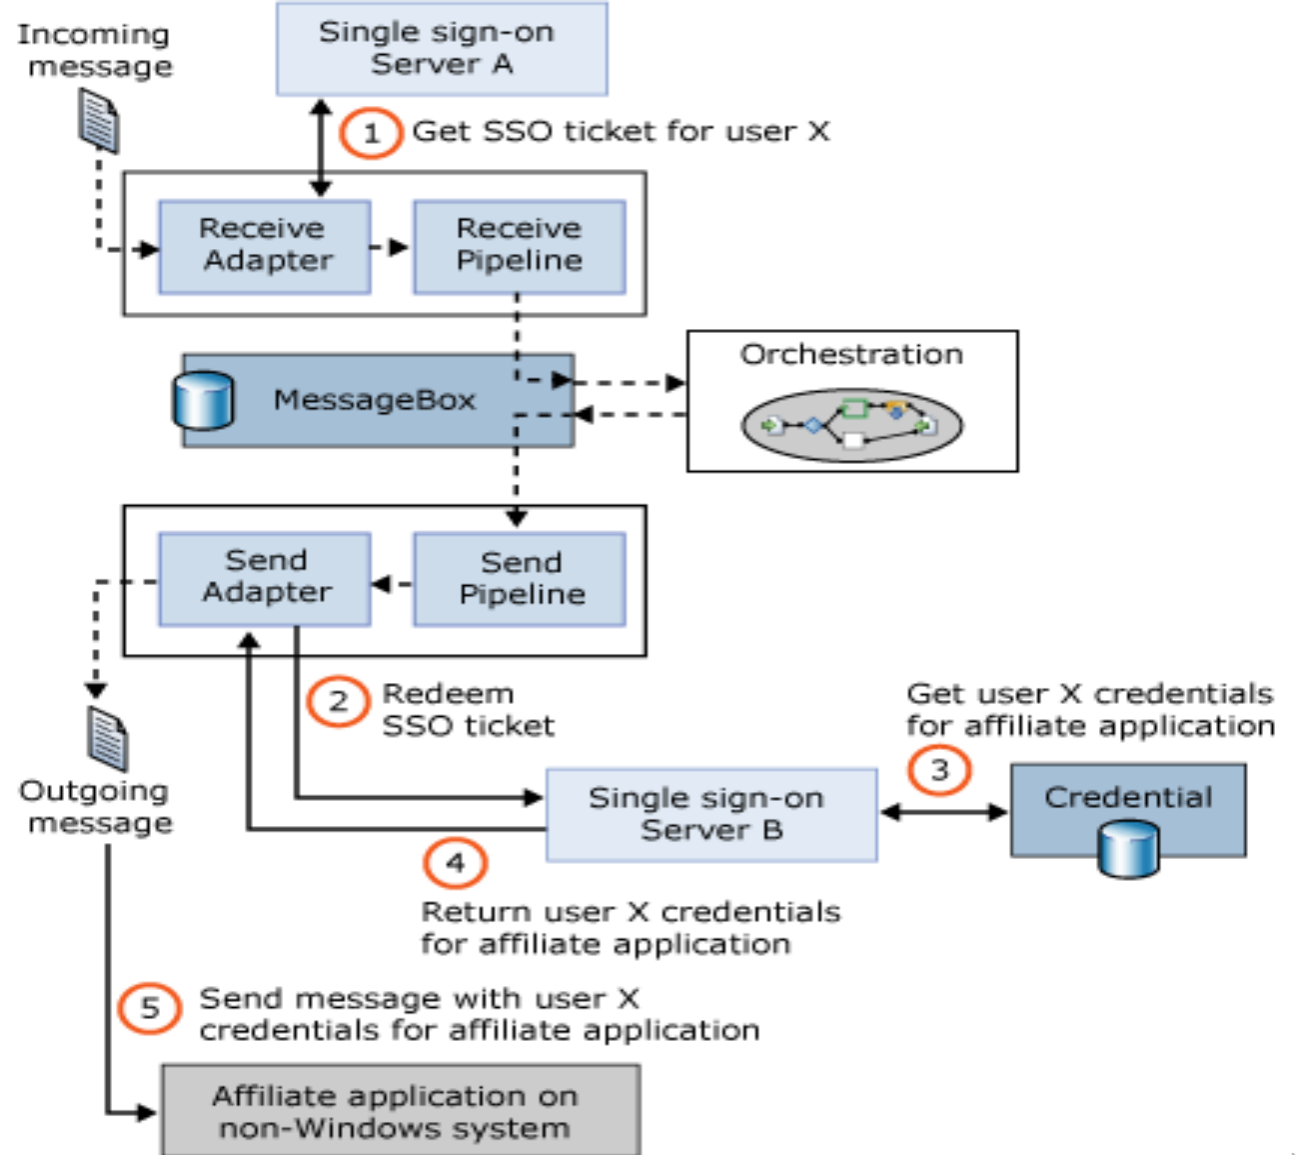 Incoming
message
Single sign-on
Server A
1
Get SSO ticket for user X
Receive
Adapter
Receive
Pipeline
MessageBox
Orchestration
Send
Adapter
Send
Pipeline
2
Redeem
SSO ticket
Get user X credentials
for affiliate application
3
Outgoing
message
Single sign-on
Server B
Credential
4
Return user X credentials
for affiliate application
5
Send message with user X
credentials for affiliate application
Affiliate application on
non-Windows system